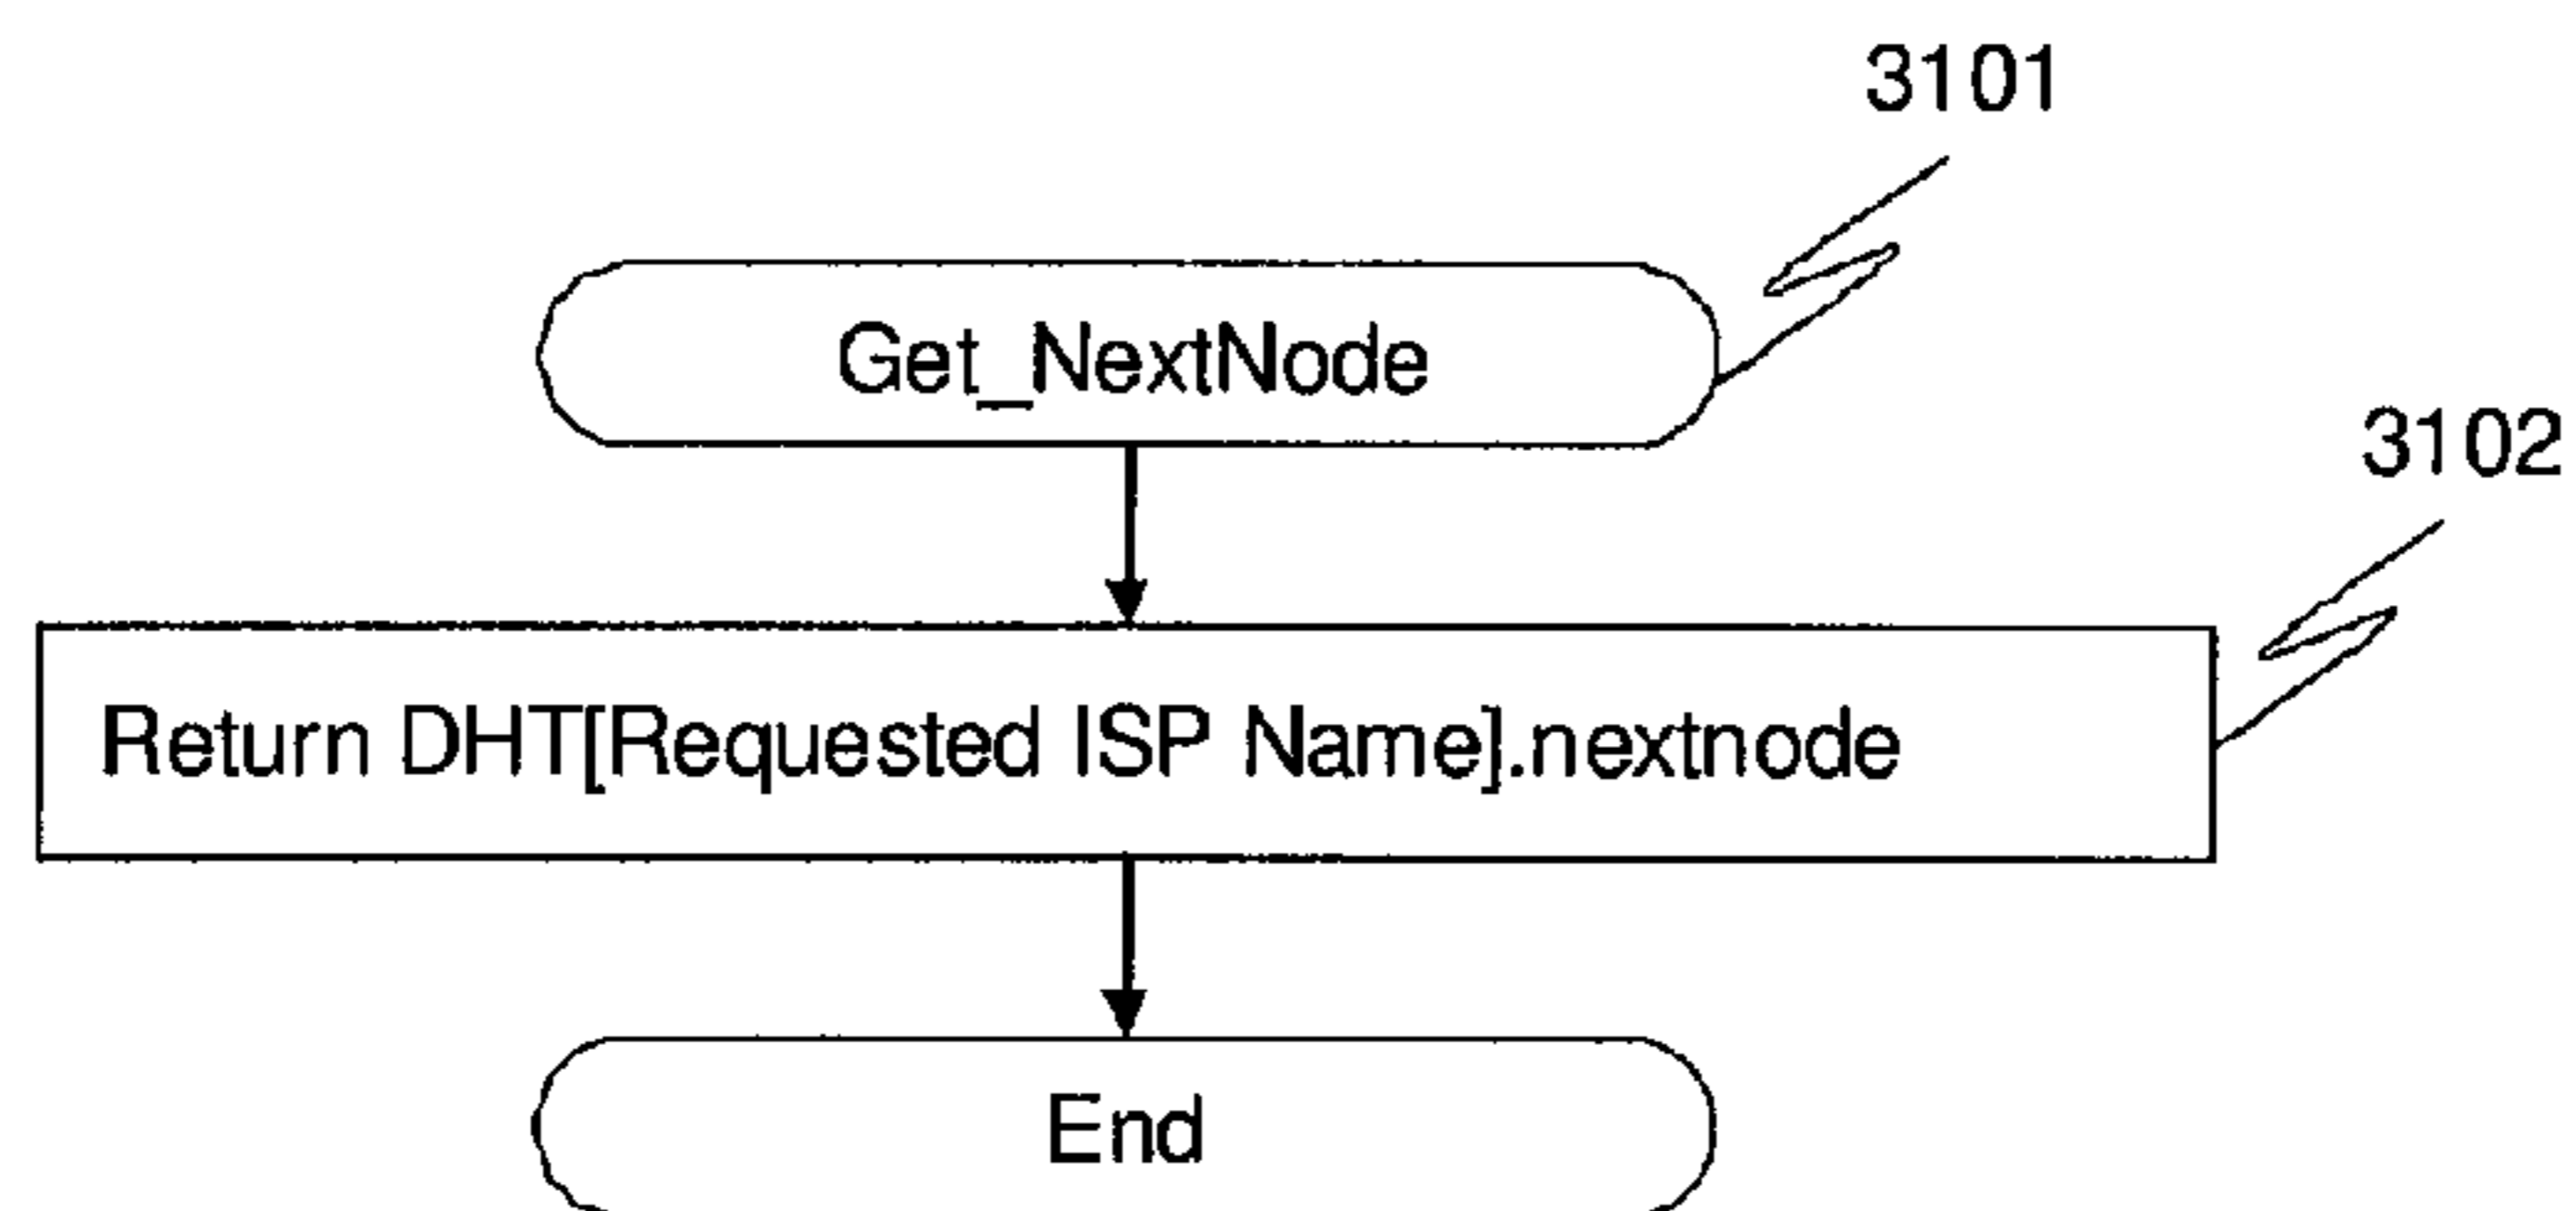 3101
Get_NextNode
3102
Return DHT[Requested ISP Name].nextnode
End